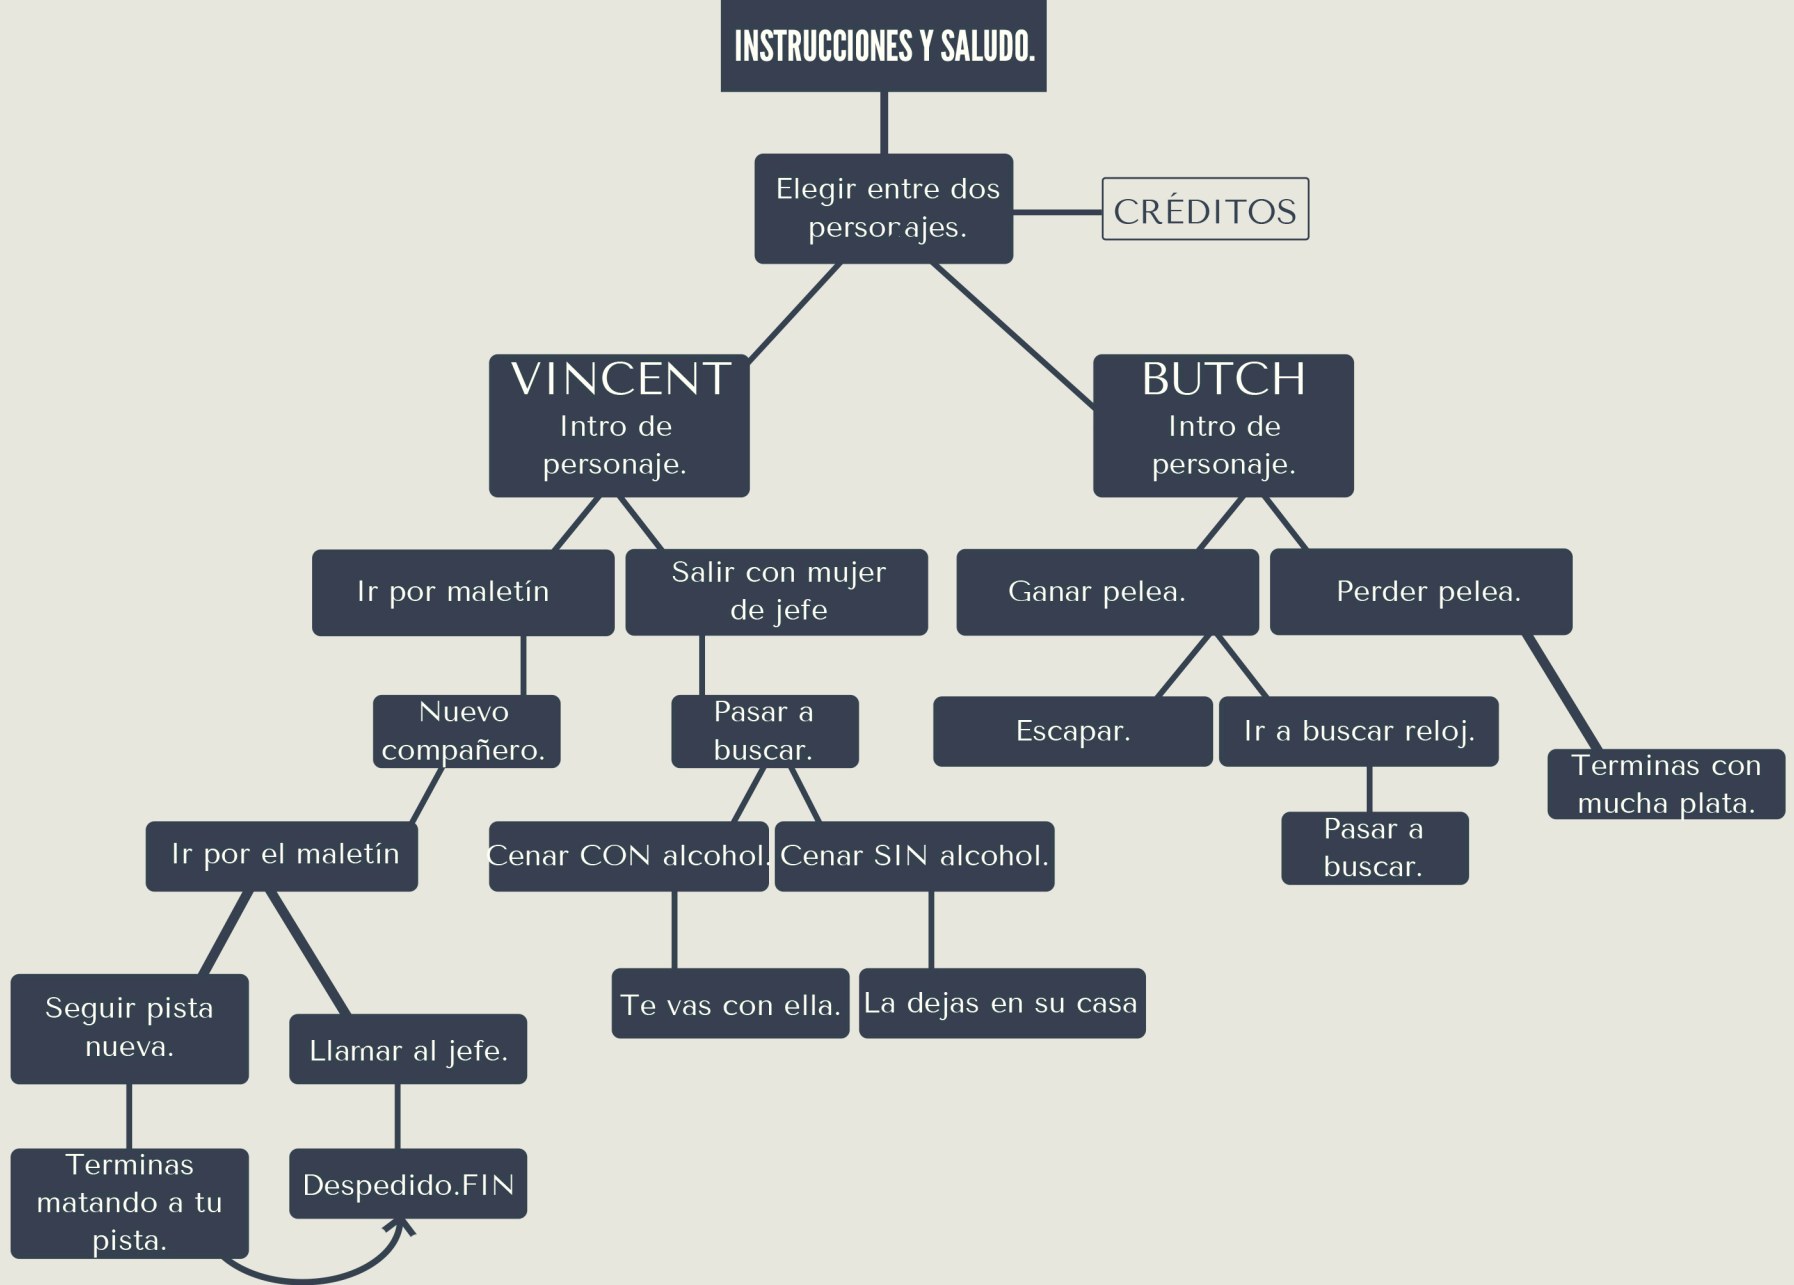 INSTRUCCIONES Y SALUDO.
Elegir entre dos
personajes.
CRÉDITOS
VINCENT
Intro de
personaje.
BUTCH
Intro de
personaje.
Ir por maletín
Salir con mujer
de jefe
Ganar pelea.
Perder pelea.
Nuevo
compañero.
Pasar a
buscar.
Escapar.
Ir a buscar reloj.
Terminas con
mucha plata.
Ir por el maletín
Cenar CON alcohol.
Cenar SIN alcohol.
Pasar a
buscar.
Seguir pista
nueva.
Llamar al jefe.
Te vas con ella.
La dejas en su casa
Terminas
matando a tu
pista.
Despedido.FIN